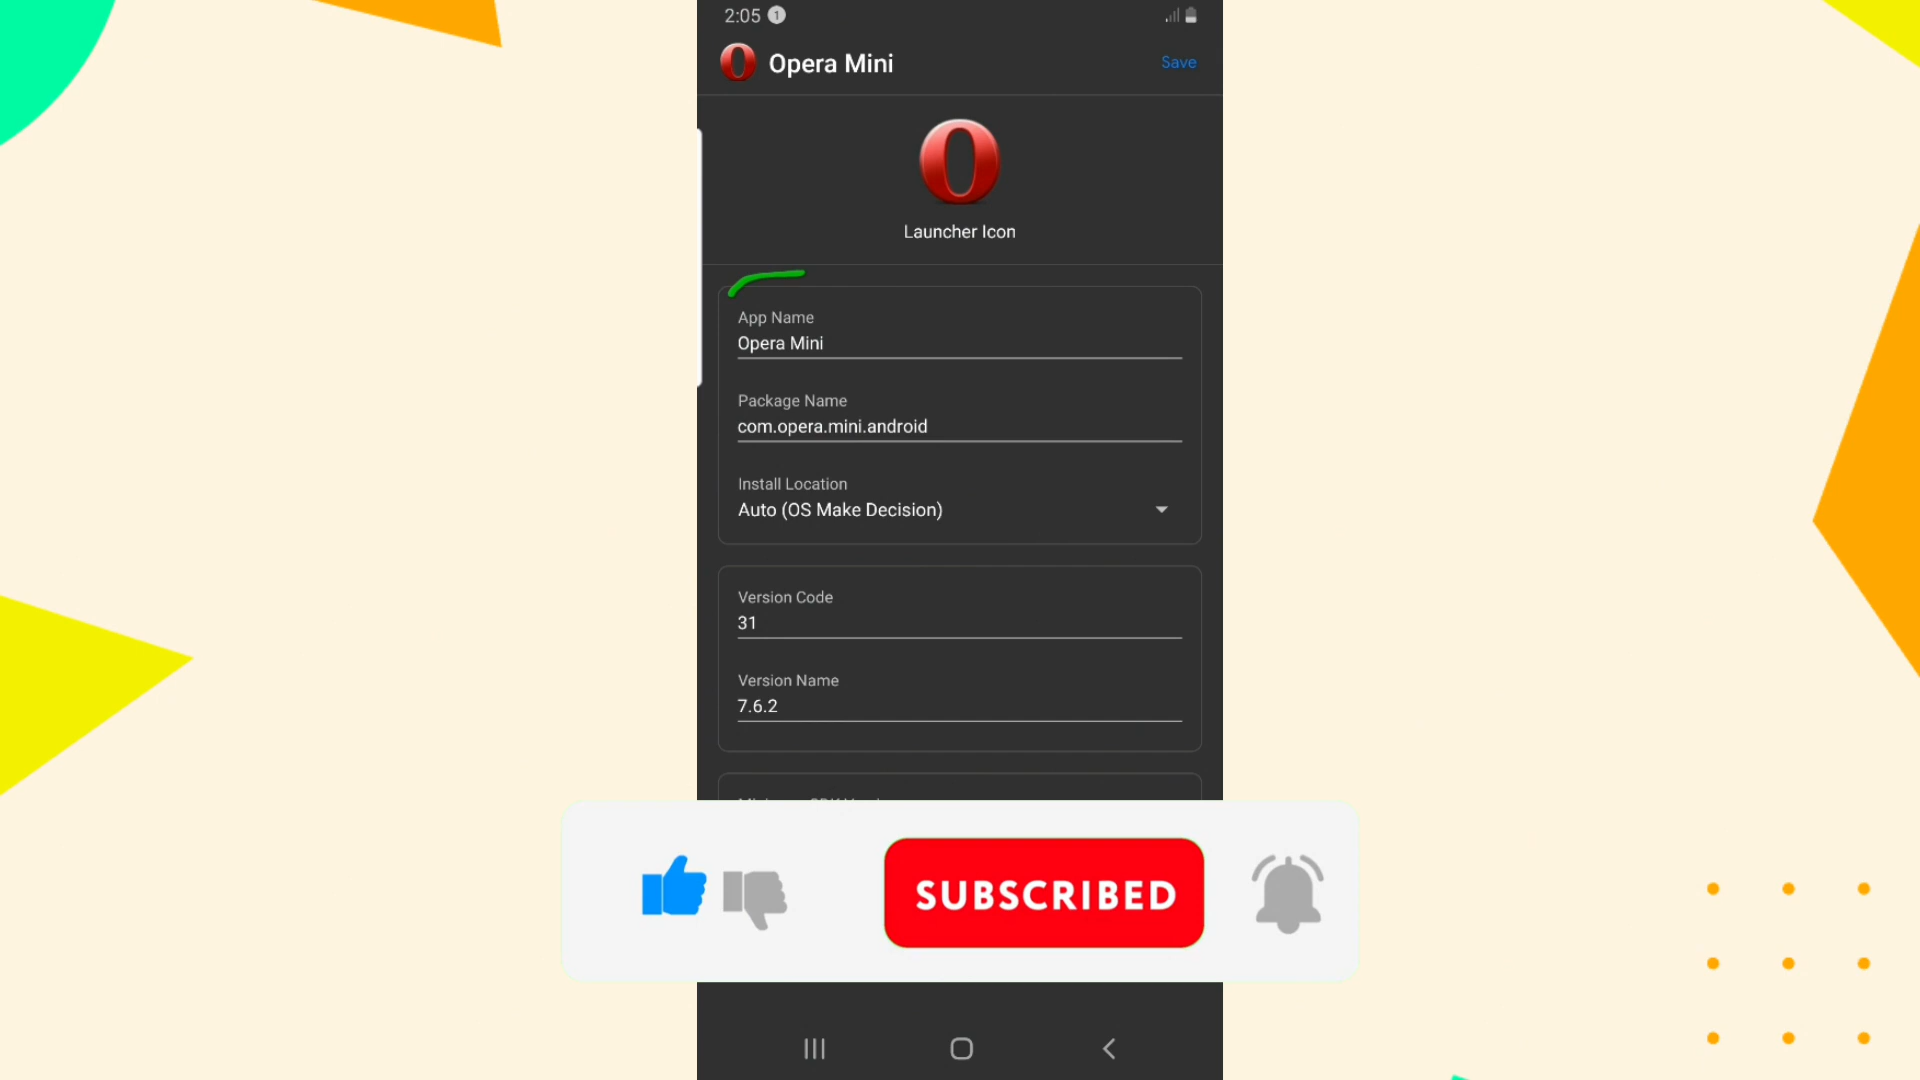 2:05 1
Opera Mini
Save
Launcher Icon
App Name
Opera Mini
Package Name
com.opera.mini.android
Install Location
Auto (OS Make Decision)
Version Code
31
Version Name
7.6.2
SUBSCRIBED